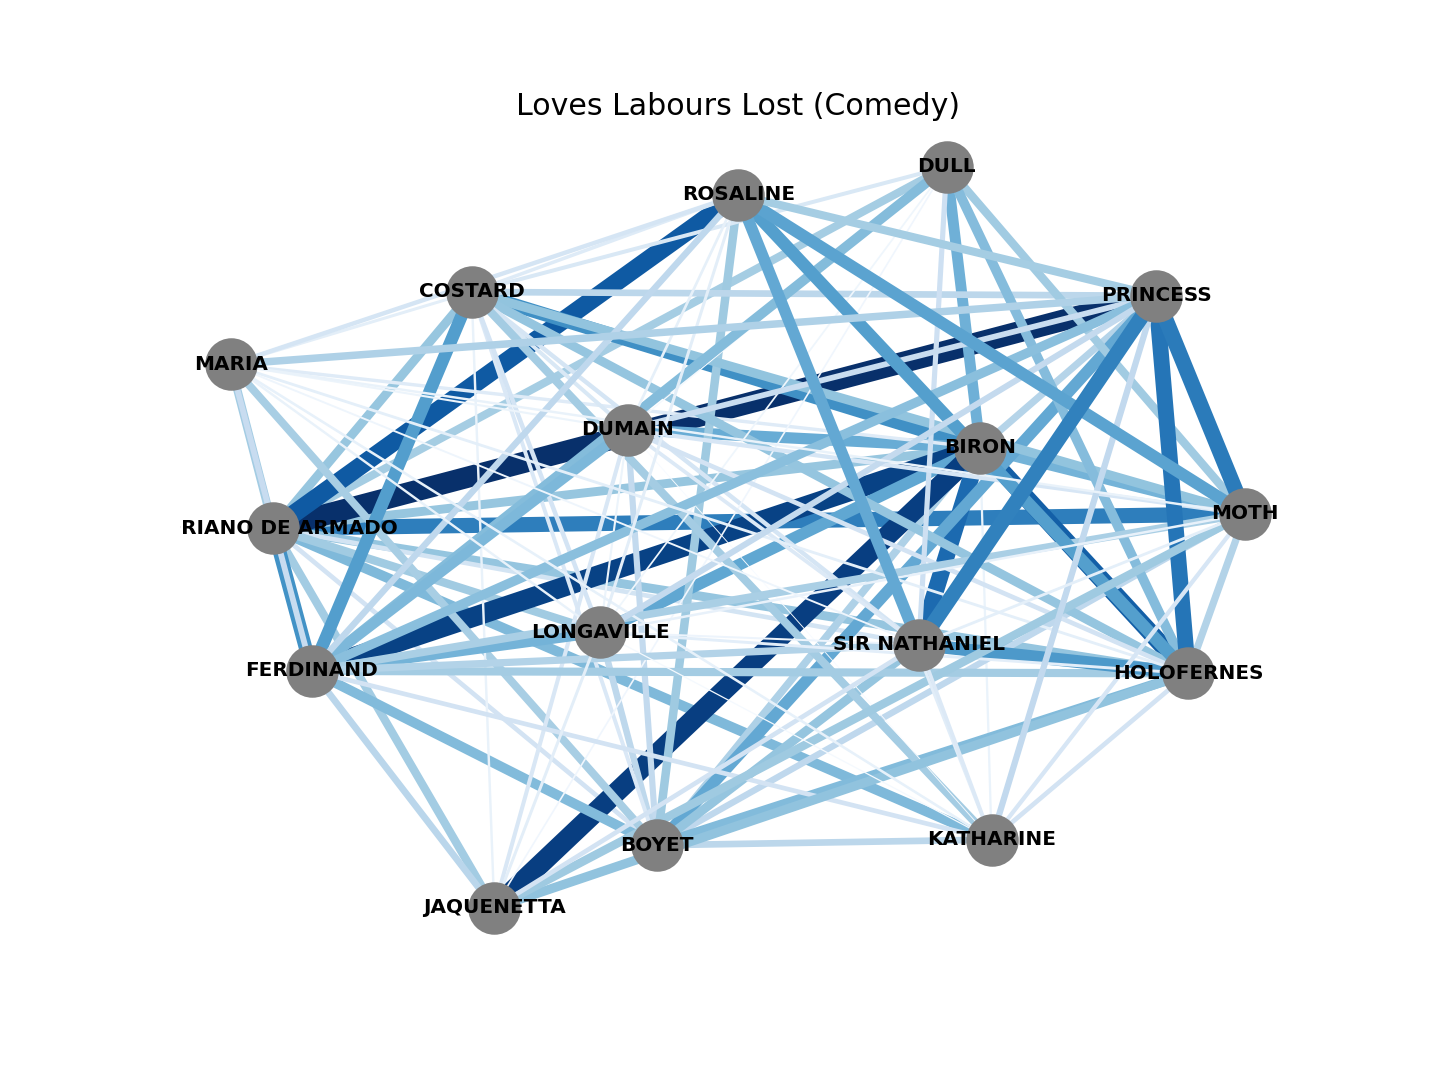 Loves Labours Lost (Comedy)
DULL
ROSALINE
COSTARD
PRINCESS
MARIA
DUMAIN
BIRON
MOTH
RIANO DE ARMADO
LONGAVILLE
SIR NATHANIEL
FERDINAND
HOLOFERNES
BOYET
KATHARINE
JAQUENETTA